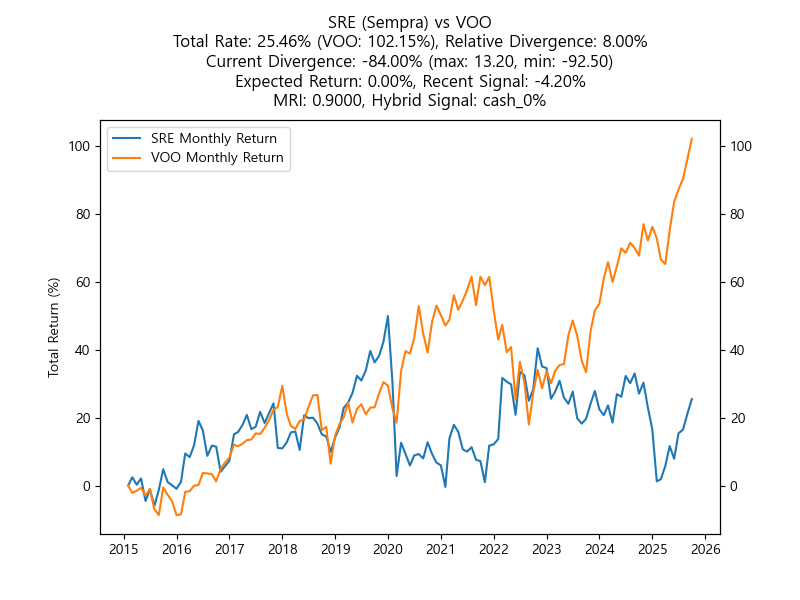 SRE (Sempra) vs VOO
Total Rate: 25.46% (VOO: 102.15%), Relative Divergence: 8.00%
Current Divergence: -84.00% (max: 13.20, min: -92.50)
Expected Return: 0.00%, Recent Signal: -4.20%
MRI: 0.9000, Hybrid Signal: cash_0%
SRE Monthly Return
VOO Monthly Return
Total Return (%)
100
80
60
40
20
0
100
80
60
40
20
0
2015 2016 2017 2018 2019 2020 2021 2022 2023 2024 2025 2026